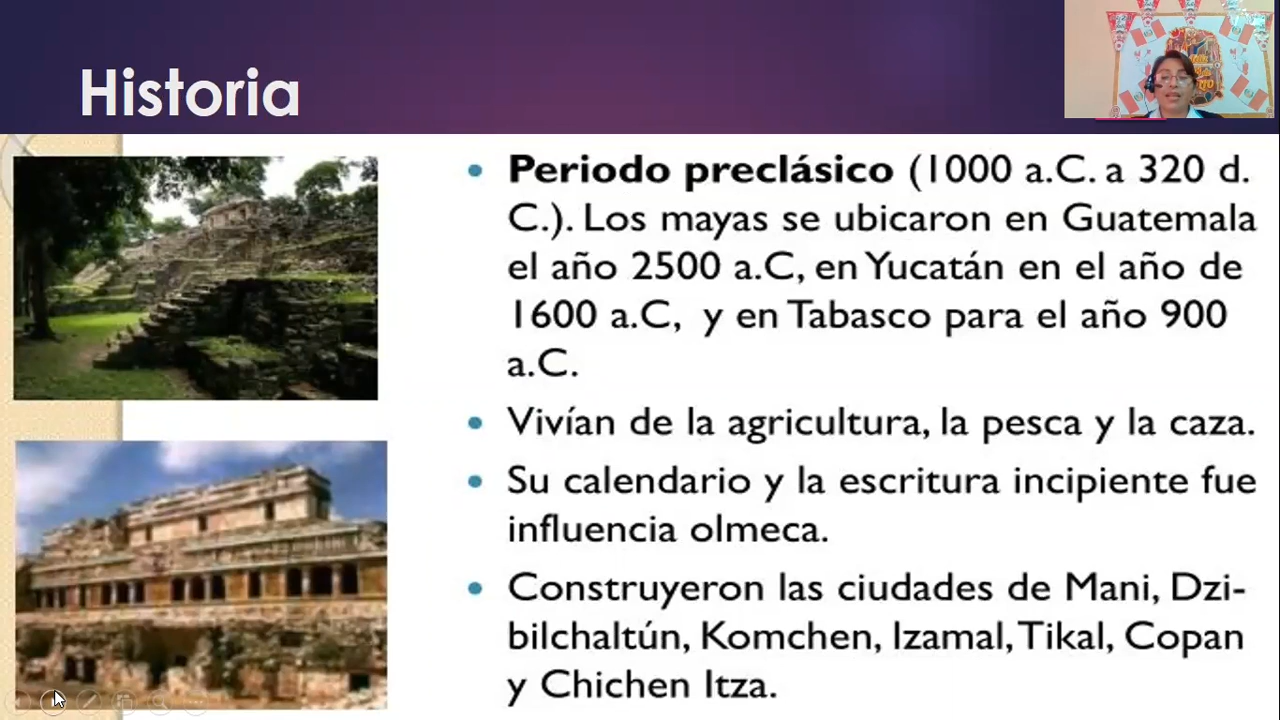 Historia
Periodo preclásico (1000 a.C. a 320 d.
C.). Los mayas se ubicaron en Guatemala
el año 2500 a.C, en Yucatán en el año de
1600 a.C, y en Tabasco para el año 900
a.C.
Vivían de la agricultura, la pesca y la caza.
Su calendario y la escritura incipiente fue
influencia olmeca.
Construyeron las ciudades de Mani, Dzi-
bilchaltún, Komchen, Izamal, Tikal, Copan
y Chichen Itza.